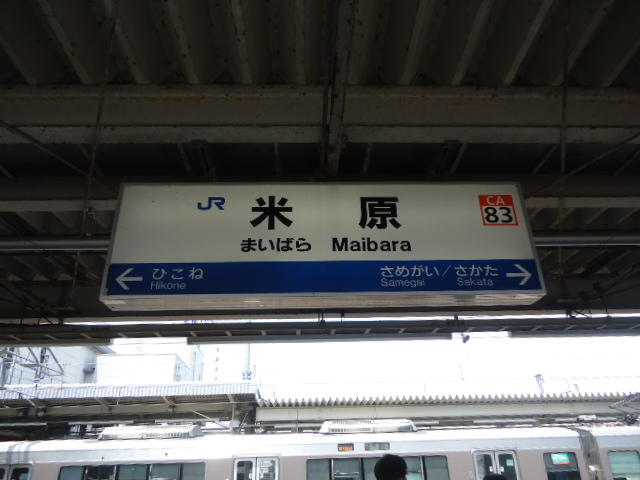 JR 米原 CA
83
まいばら Maibara
← ひこね さめがい／さかた →
Hikone Samegai Sakata